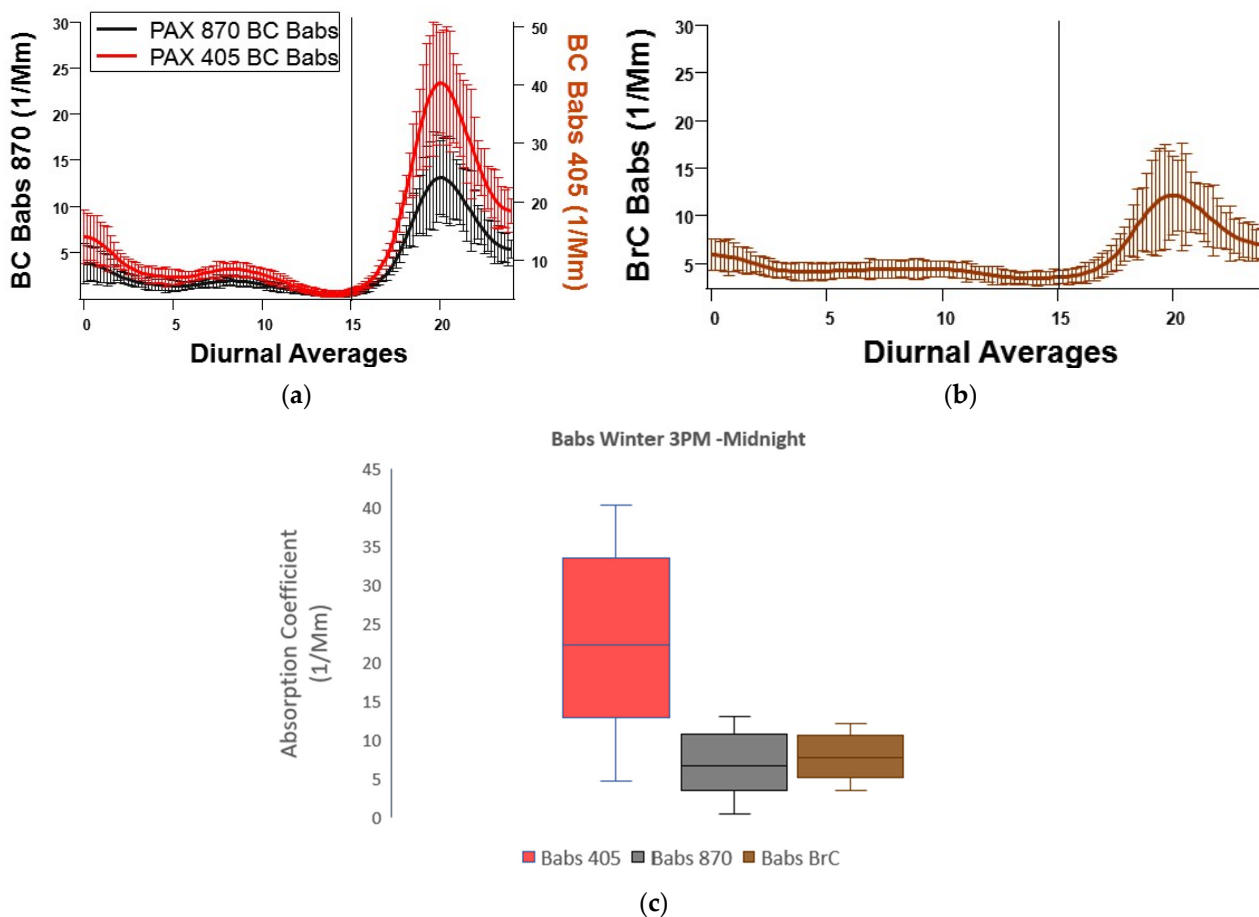 PAX 870 BC Babs
PAX 405 BC Babs
BC Babs 870 (1/Mm)
30
25
20
15
10
5
50
40
30
20
10
BC Babs 405 (1/Mm)
0
5
10
15
20
Diurnal Averages
(a)
BrC Babs (1/Mm)
30
25
20
15
10
5
0
5
10
15
20
Diurnal Averages
(b)
Babs Winter 3PM -Midnight
Absorption Coefficient
(1/Mm)
45
40
35
30
25
20
15
10
5
0
Babs 405 Babs 870 Babs BrC
(c)